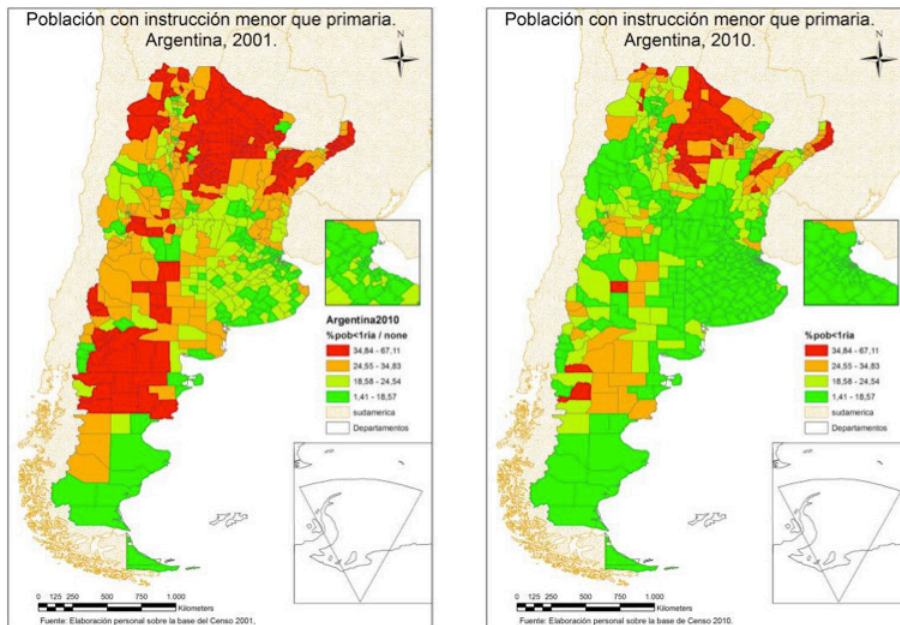 Población con instrucción menor que primaria.
Argentina, 2001.
N
Argentina2010
%pob<1ria / none
34,84 - 67,11
24,55 - 34,83
18,58 - 24,54
1,41 - 18,57
sudamerica
Departamentos
0 125 250 500 750 1.000
Kilometers
Fuente: Elaboración personal sobre la base del Censo 2001.
Población con instrucción menor que primaria.
Argentina, 2010.
N
%pob<1ria
34,84 - 67,11
24,55 - 34,83
18,58 - 24,54
1,41 - 18,57
sudamerica
Departamentos
0 125 250 500 750 1.000
Kilometers
Fuente: Elaboración personal sobre la base de Censo 2010.